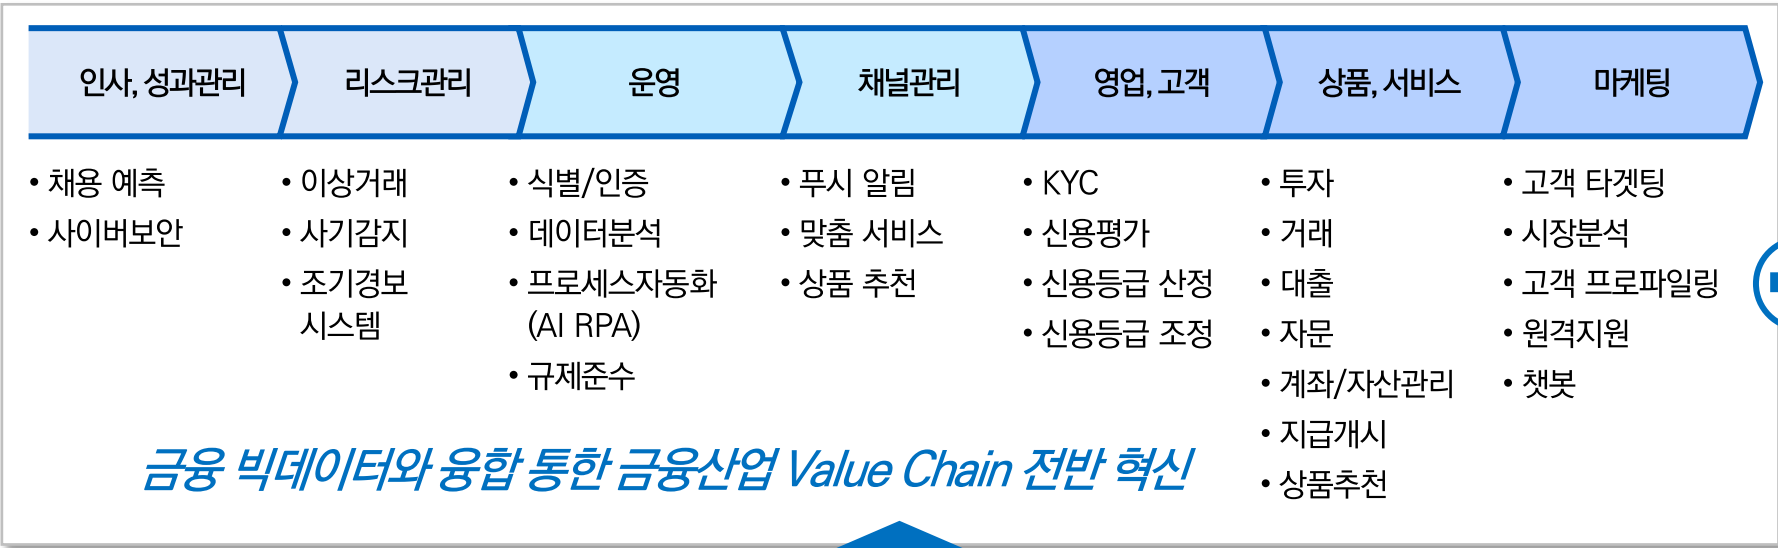 인사, 성과관리
리스크관리
운영
채널관리
영업, 고객
상품, 서비스
마케팅
• 채용 예측
• 사이버보안
• 이상거래
• 사기감지
• 조기경보
시스템
• 식별/인증
• 데이터분석
• 프로세스자동화
(AI RPA)
• 규제준수
• 푸시 알림
• 맞춤 서비스
• 상품 추천
• KYC
• 신용평가
• 신용등급 산정
• 신용등급 조정
• 투자
• 거래
• 대출
• 자문
• 계좌/자산관리
• 지급개시
• 상품추천
• 고객 타겟팅
• 시장분석
• 고객 프로파일링
• 원격지원
• 챗봇
금융 빅데이터와 융합 통한 금융산업 Value Chain 전반 혁신